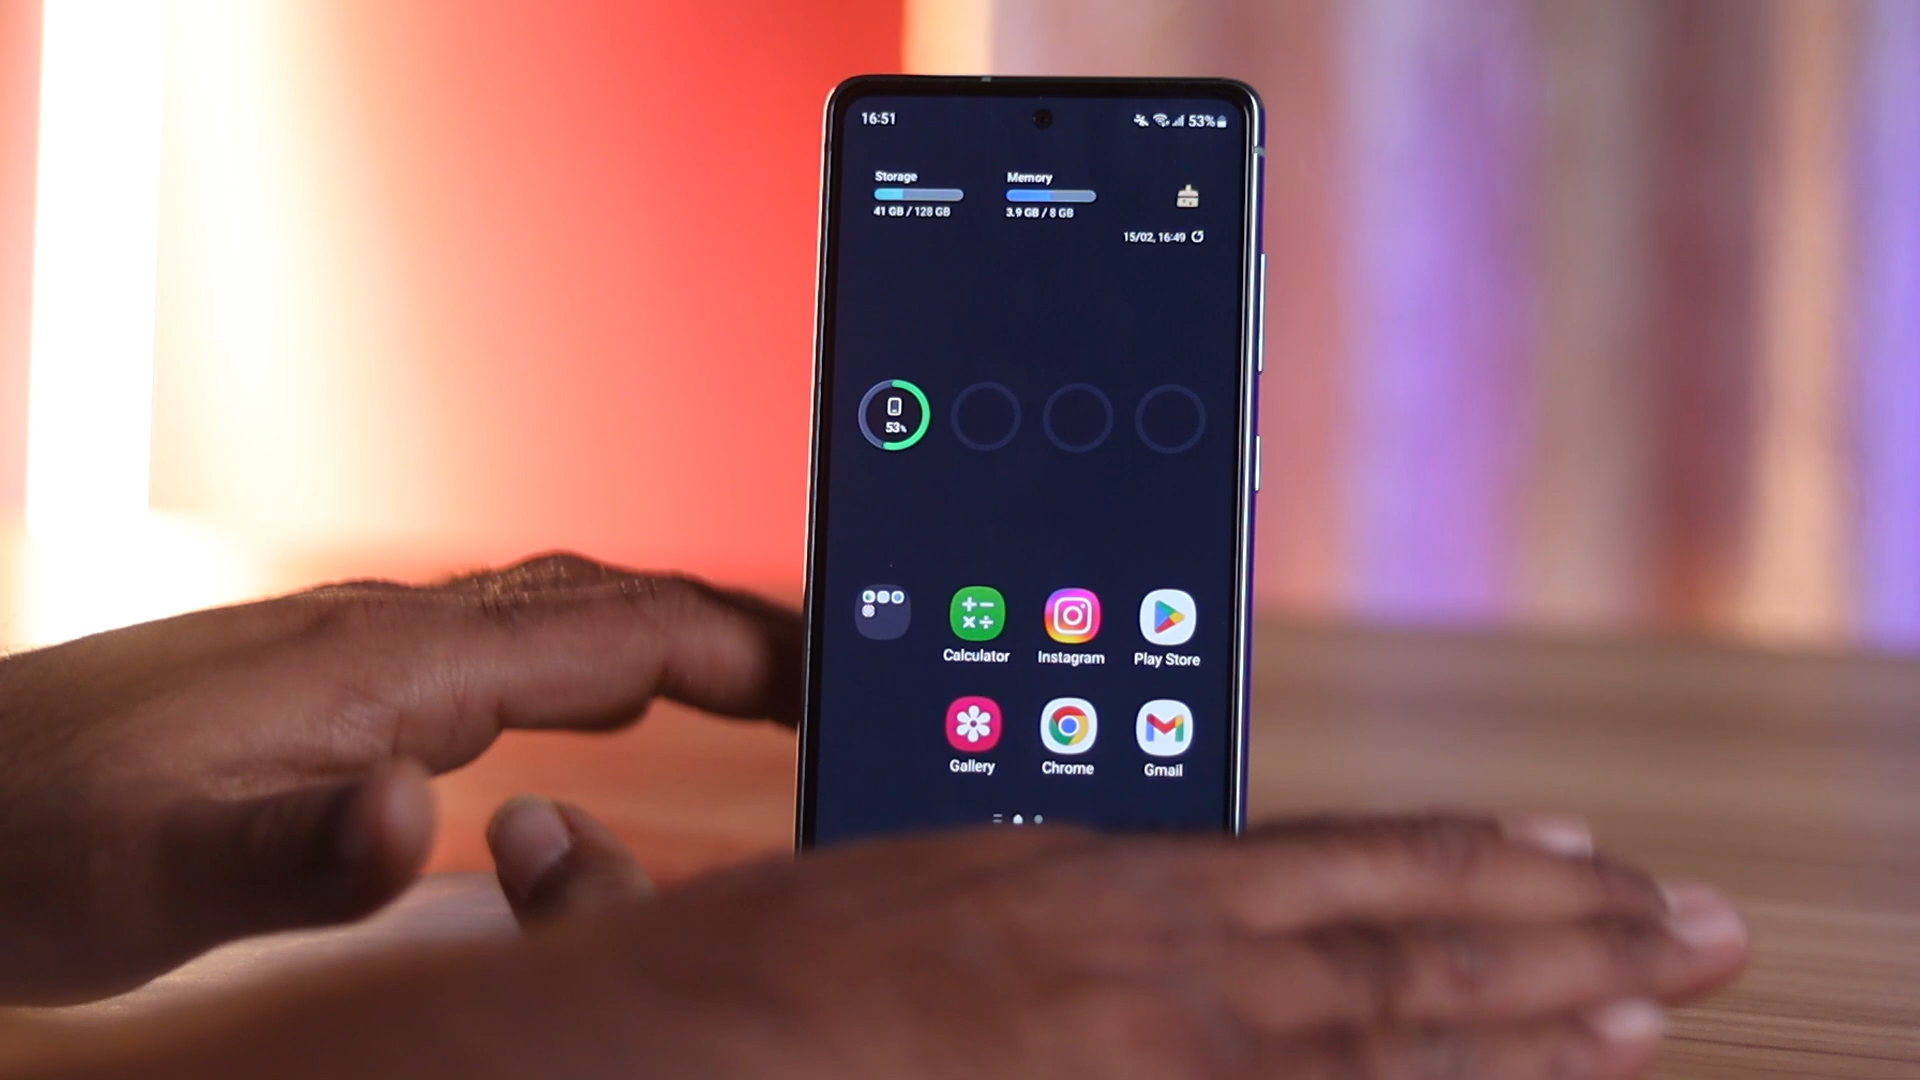 16:51 53%
Storage Memory
41 GB / 128 GB 3.9 GB / 8 GB
15/02, 16:49
53%
Calculator Instagram Play Store
Gallery Chrome Gmail